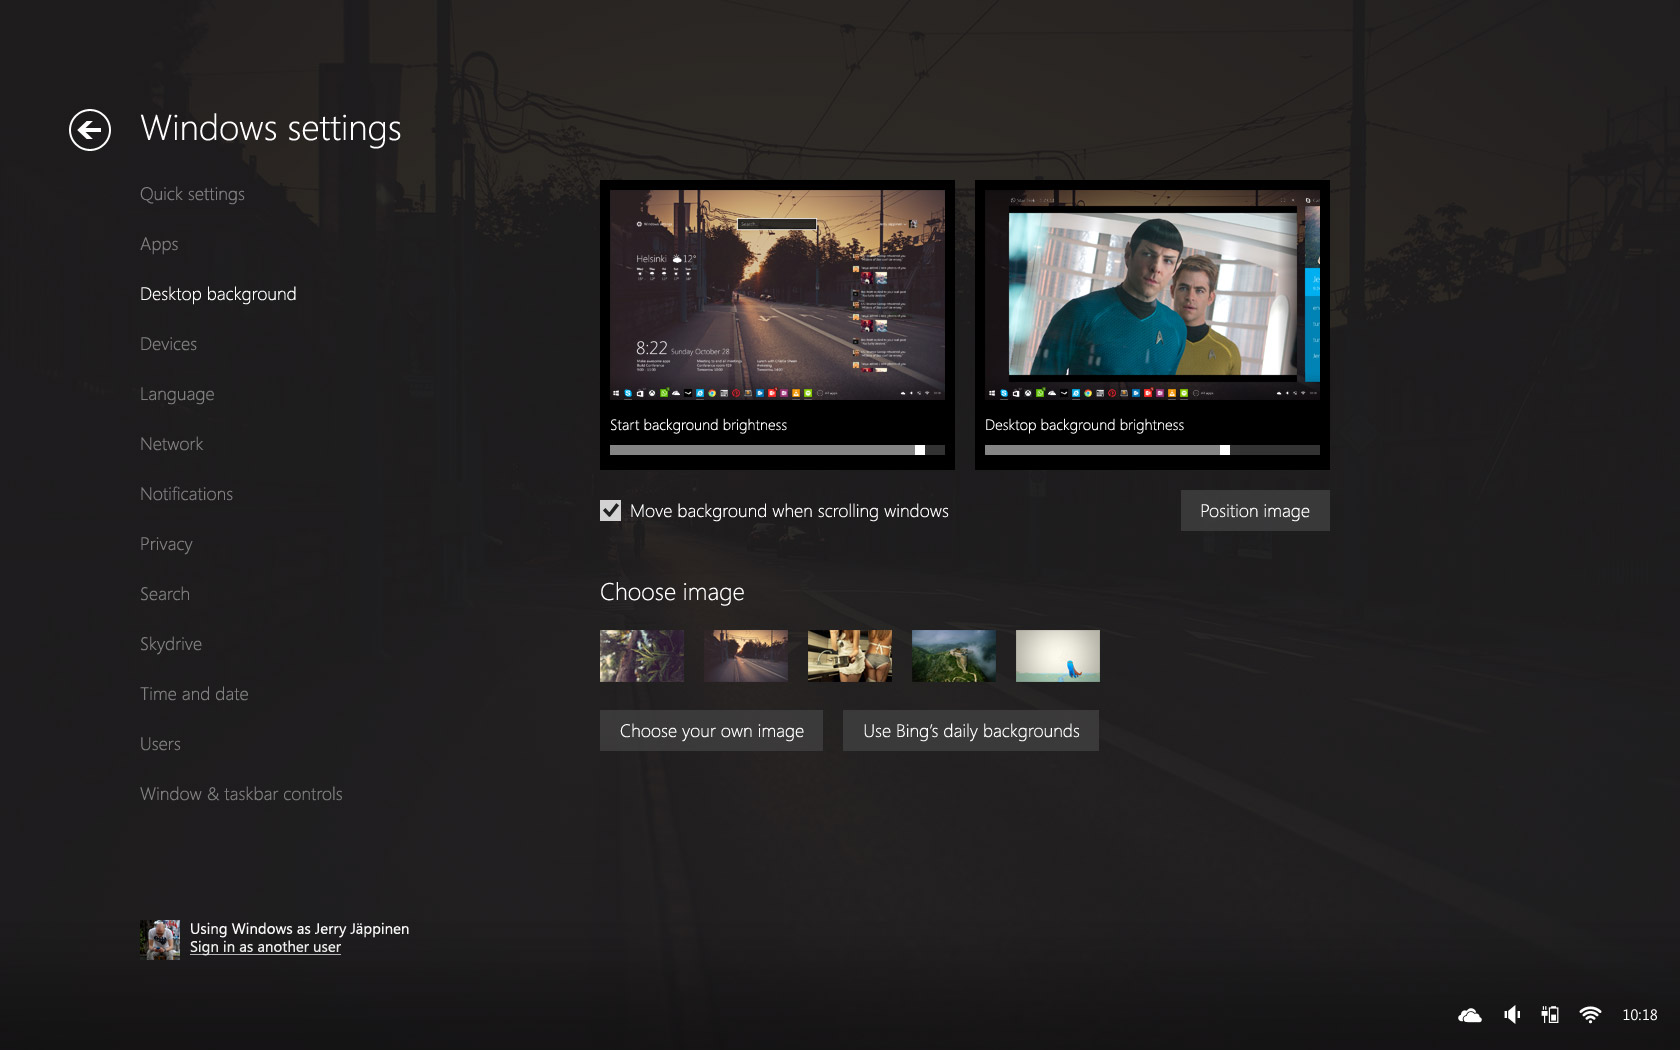 Windows settings
Quick settings
Apps
Desktop background
Devices
Language
Network
Notifications
Privacy
Search
Skydrive
Time and date
Users
Window & taskbar controls
Using Windows as Jerry Jäppinen
Sign in as another user
Helsinki 12°
8:22 Sunday October 28
Start background brightness
Desktop background brightness
Move background when scrolling windows
Position image
Choose image
Choose your own image
Use Bing's daily backgrounds
10:18